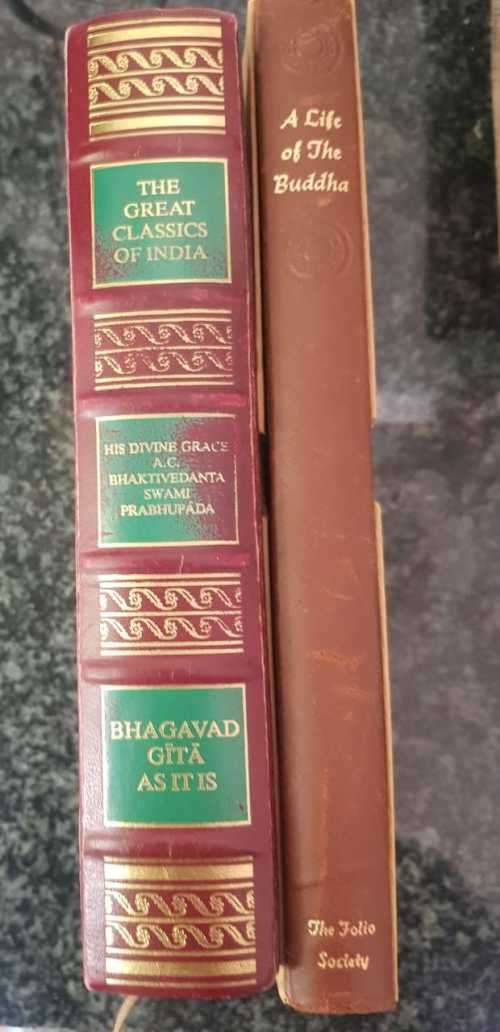 THE
GREAT
CLASSICS
OF INDIA
HIS DIVINE GRACE
A.C.
BHAKTIVEDANTA
SWAMI
PRABHUPĀDA
BHAGAVAD
GĪTĀ
AS IT IS
A Life
of The
Buddha
The Folio
Society